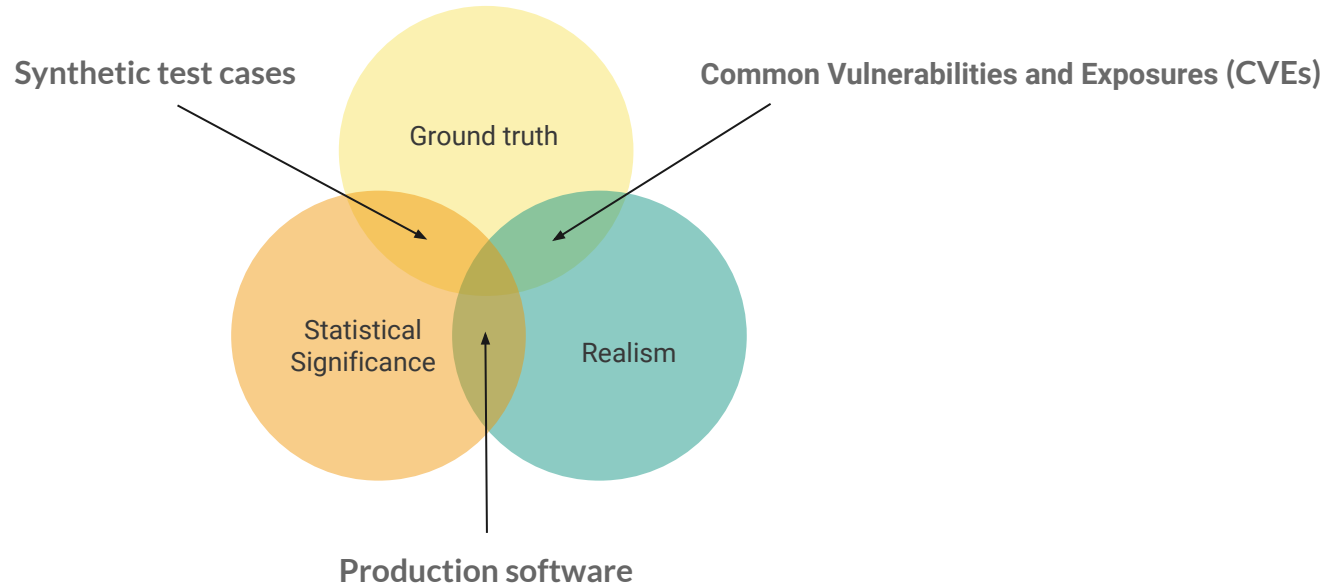 Synthetic test cases
Common Vulnerabilities and Exposures (CVEs)
Ground truth
Statistical
Significance
Realism
Production software